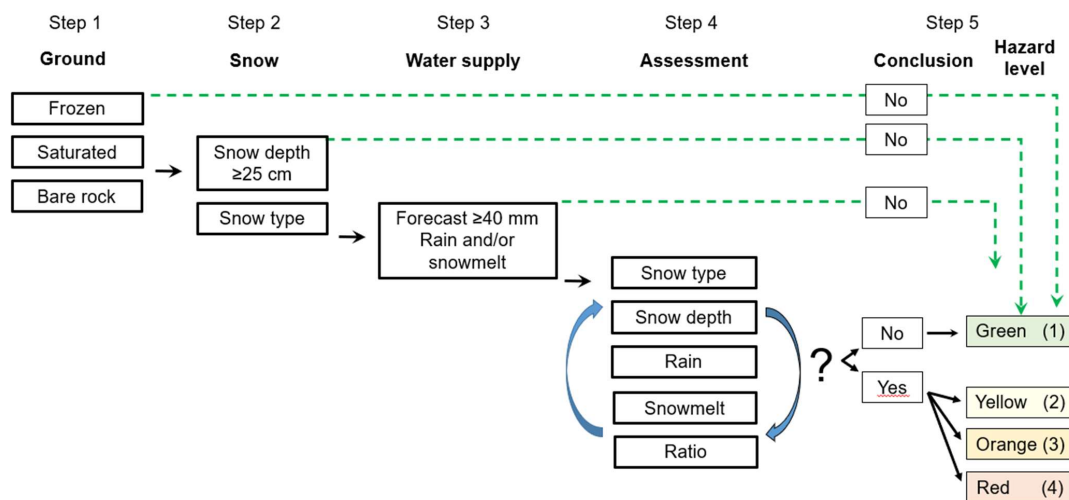 Step 1
Step 2
Step 3
Step 4
Step 5
Ground
Snow
Water supply
Assessment
Conclusion
Hazard
level
Frozen
Saturated
Bare rock
Snow depth
≥25 cm
Snow type
Forecast ≥40 mm
Rain and/or
snowmelt
Snow type
Snow depth
Rain
Snowmelt
Ratio
?
No
No
No
No
Yes
Green (1)
Yellow (2)
Orange (3)
Red (4)